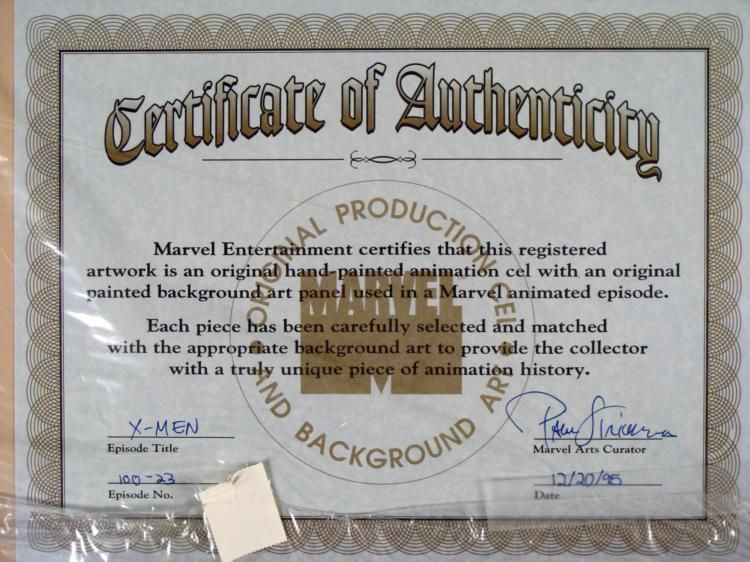 Certificate of Authenticity
ORIGINAL PRODUCTION CEL
AND BACKGROUND ART
MARVEL
Marvel Entertainment certifies that this registered
artwork is an original hand-painted animation cel with an original
painted background art panel used in a Marvel animated episode.
Each piece has been carefully selected and matched
with the appropriate background art to provide the collector
with a truly unique piece of animation history.
X-MEN
Episode Title
Marvel Arts Curator
100-23
Episode No.
12/20/95
Date